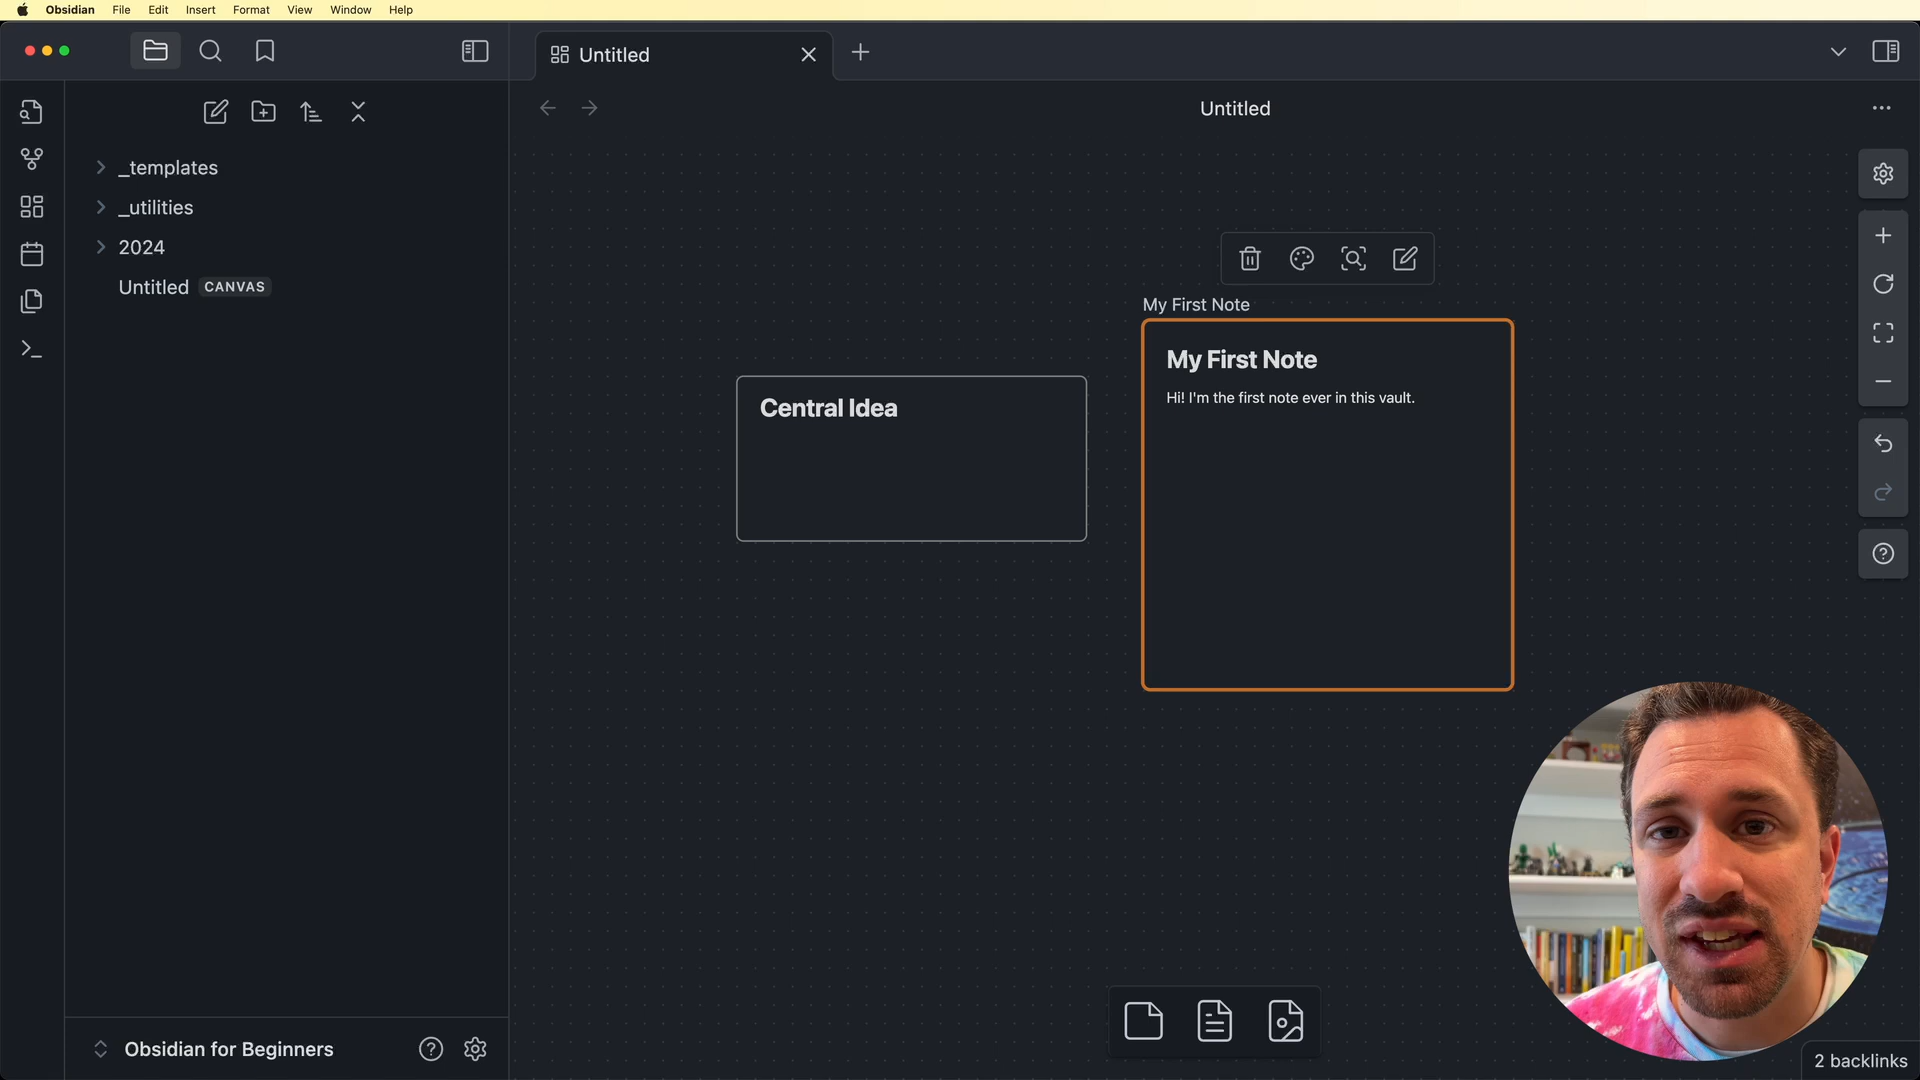 Obsidian File Edit Insert Format View Window Help
Untitled
Untitled
_templates
_utilities
2024
Untitled CANVAS
My First Note
My First Note
Hi! I'm the first note ever in this vault.
Central Idea
Obsidian for Beginners
2 backlinks